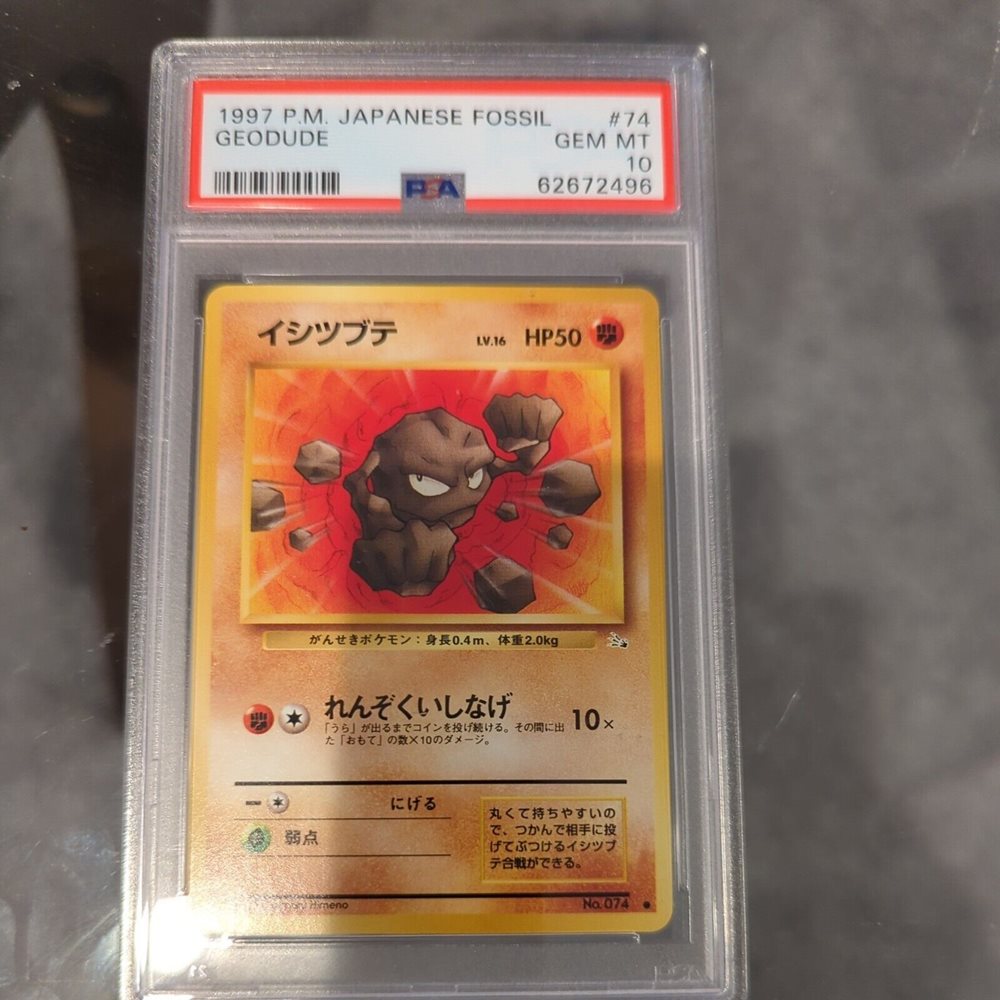 1997 P.M. JAPANESE FOSSIL #74
GEODUDE GEM MT
10
PSA 62672496
イシツブテ LV.16 HP50
がんせきポケモン：身長0.4m、体重2.0kg
れんぞくいしなげ 10×
「うら」が出るまでコインを投げ続ける。その間に出
た「おもて」の数×10のダメージ。
にげる
弱点
丸くて持ちやすいの
で、つかんで相手に投
げてぶつけるイシツブ
テ合戦ができる。
Himeno No. 074